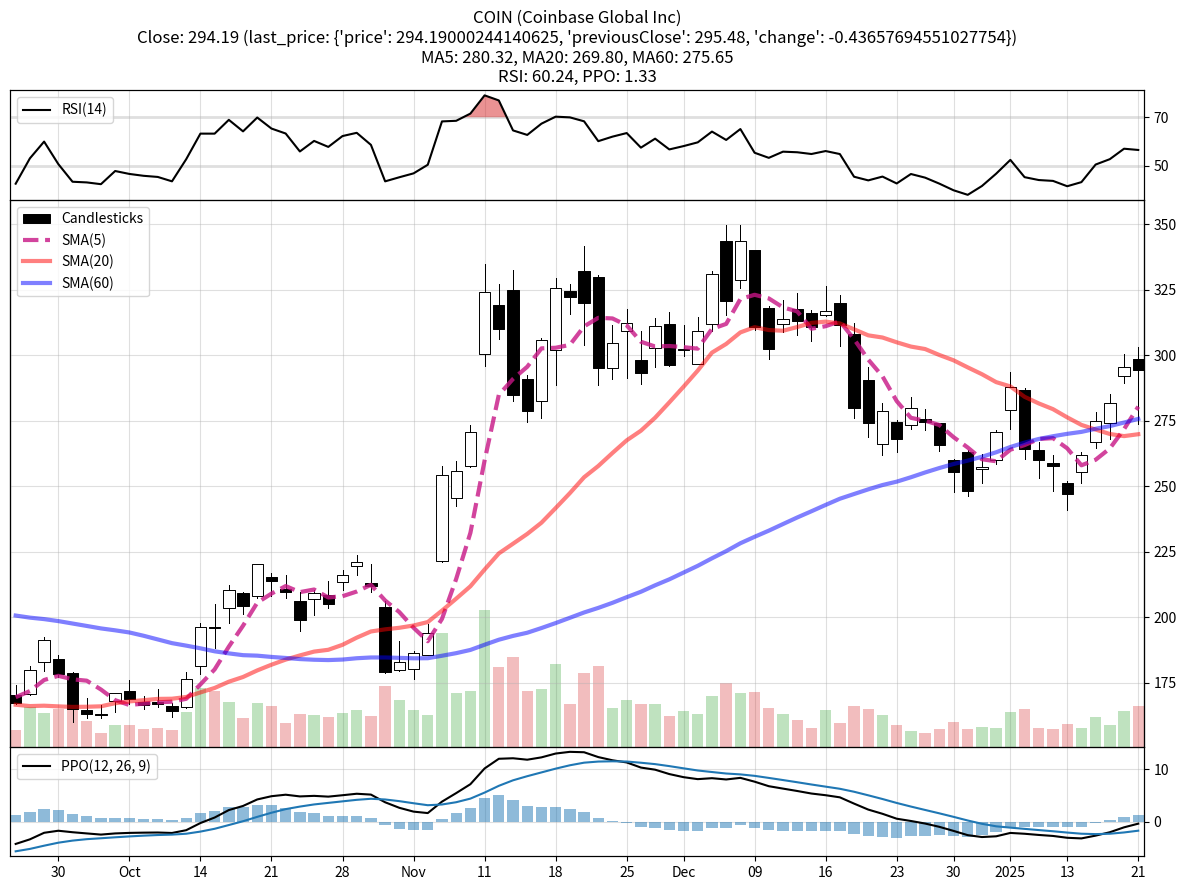 COIN (Coinbase Global Inc)
Close: 294.19 (last_price: {'price': 294.19000244140625, 'previousClose': 295.48, 'change': -0.43657694551027754})
MA5: 280.32, MA20: 269.80, MA60: 275.65
RSI: 60.24, PPO: 1.33
RSI(14)
70
50
Candlesticks
SMA(5)
SMA(20)
SMA(60)
350
325
300
275
250
225
200
175
PPO(12, 26, 9)
10
0
30 Oct 14 21 28 Nov 11 18 25 Dec 09 16 23 30 2025 13 21